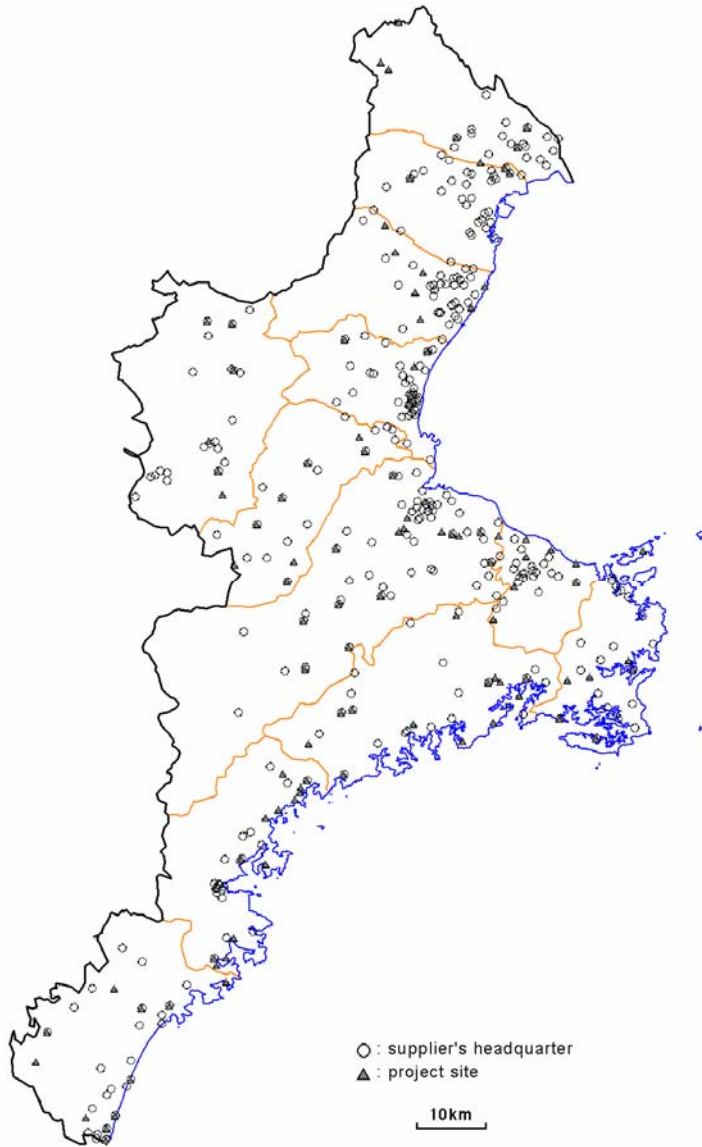 ○ : supplier's headquarter
▲ : project site
10km